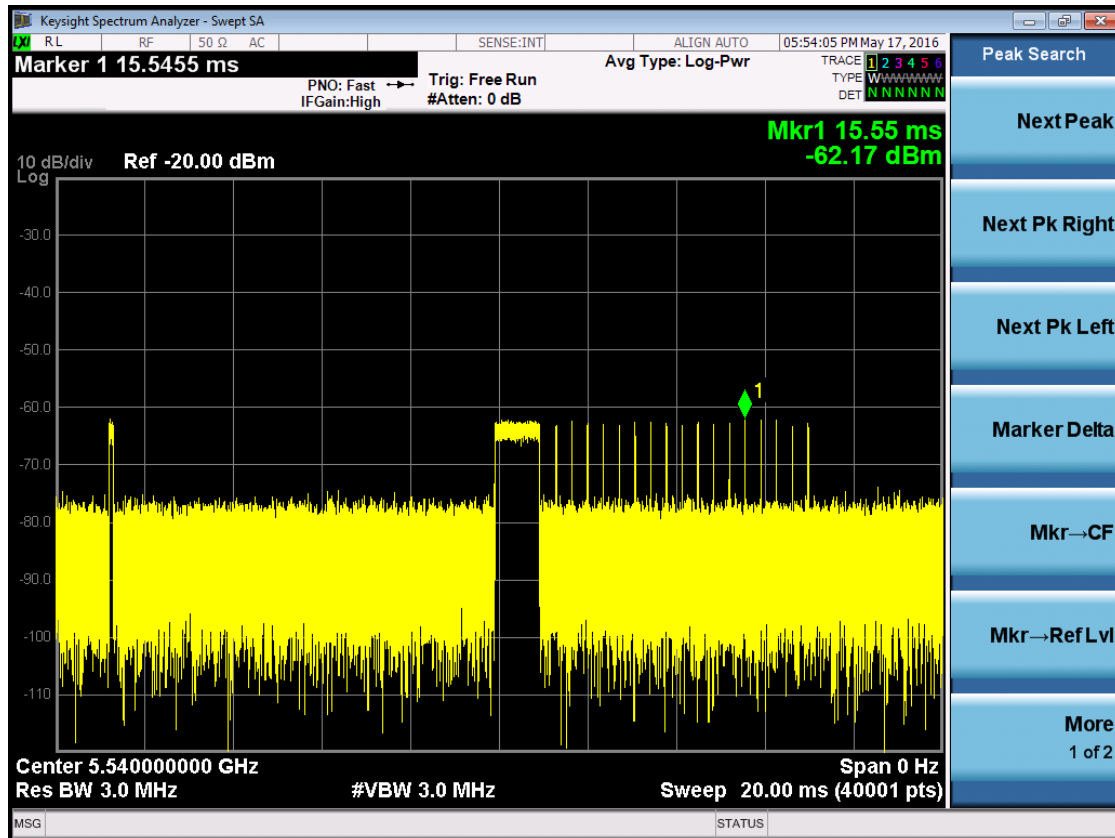 Keysight Spectrum Analyzer - Swept SA
LXI RL RF 50 Ω AC SENSE:INT ALIGN AUTO 05:54:05 PM May 17, 2016
Marker 1 15.5455 ms
PNO: Fast
IFGain:High
Trig: Free Run
#Atten: 0 dB
Avg Type: Log-Pwr
TRACE 1 2 3 4 5 6
TYPE WWWWWW
DET N N N N N N
Mkr1 15.55 ms
-62.17 dBm
10 dB/div Ref -20.00 dBm
Log
-30.0
-40.0
-50.0
-60.0
-70.0
-80.0
-90.0
-100
-110
1
Center 5.540000000 GHz Span 0 Hz
Res BW 3.0 MHz #VBW 3.0 MHz Sweep 20.00 ms (40001 pts)
MSG STATUS
Peak Search
Next Peak
Next Pk Right
Next Pk Left
Marker Delta
Mkr→CF
Mkr→Ref Lvl
More
1 of 2